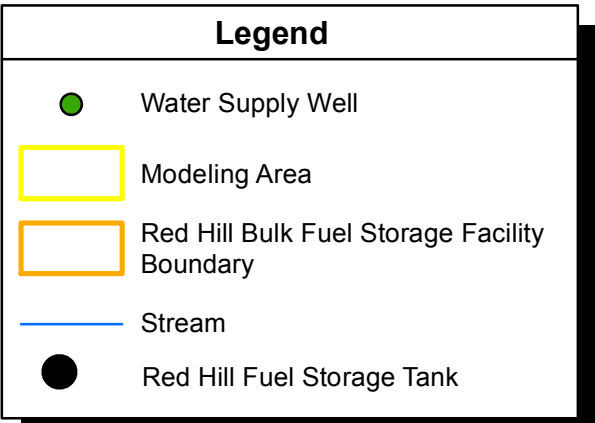 Legend
Water Supply Well
Modeling Area
Red Hill Bulk Fuel Storage Facility
Boundary
Stream
Red Hill Fuel Storage Tank